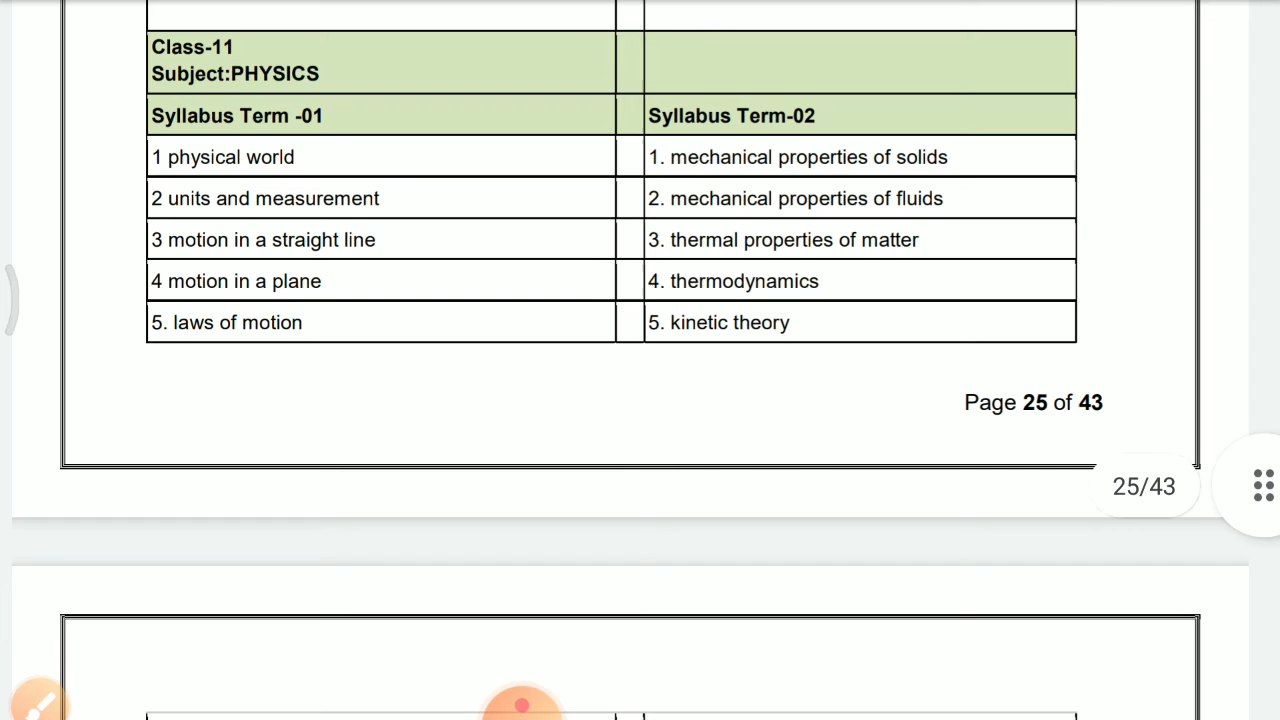 Class-11
Subject:PHYSICS
Syllabus Term -01 Syllabus Term-02
1 physical world 1. mechanical properties of solids
2 units and measurement 2. mechanical properties of fluids
3 motion in a straight line 3. thermal properties of matter
4 motion in a plane 4. thermodynamics
5. laws of motion 5. kinetic theory
Page 25 of 43
25/43